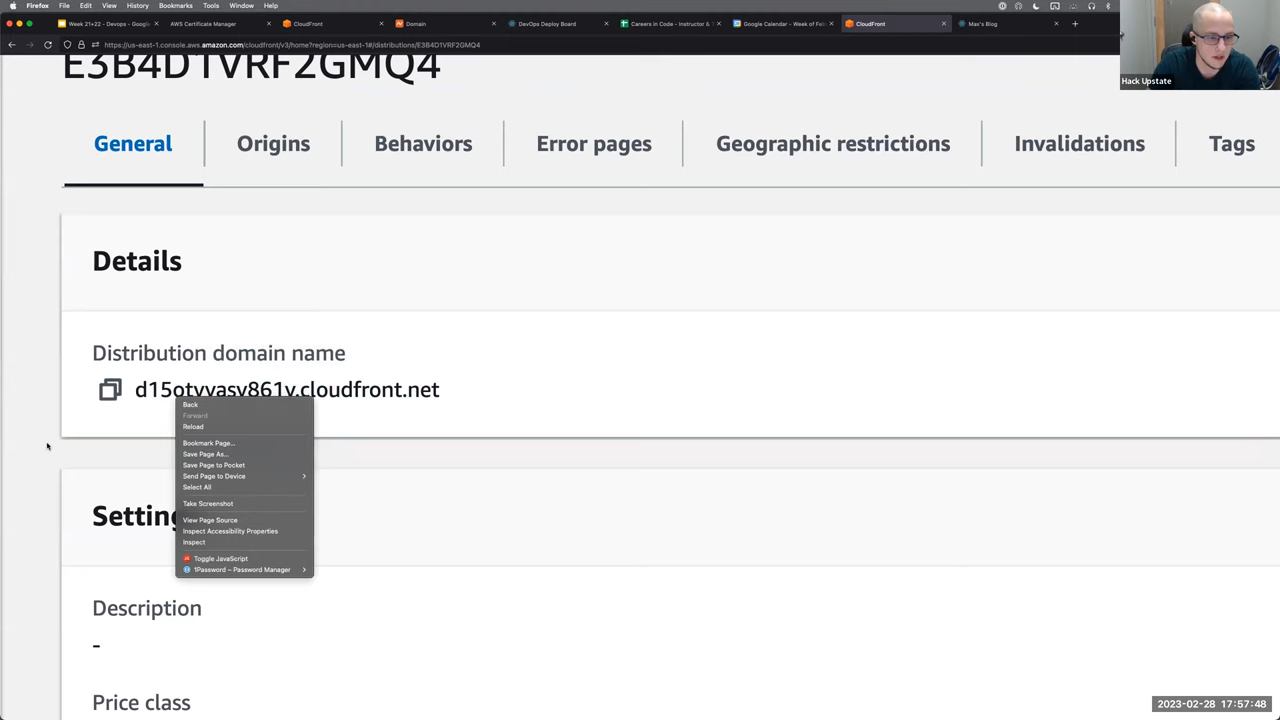 Firefox File Edit View History Bookmarks Tools Window Help
Week 21+22 - Devops - Google
AWS Certificate Manager
CloudFront
Domain
DevOps Deploy Board
Careers in Code - Instructor &
Google Calendar - Week of Feb
CloudFront
Max's Blog
https://us-east-1.console.aws.amazon.com/cloudfront/v3/home?region=us-east-1#/distributions/E3B4D1VRF2GMQ4
Hack Upstate
E3B4D1VRF2GMQ4
General
Origins
Behaviors
Error pages
Geographic restrictions
Invalidations
Tags
Details
Distribution domain name
.cloudfront.net
Back
Forward
Reload
Bookmark Page...
Save Page As...
Save Page to Pocket
Send Page to Device
Select All
Take Screenshot
View Page Source
Inspect Accessibility Properties
Inspect
Toggle JavaScript
1Password – Password Manager
Description
-
Price class
2023-02-28 17:57:48